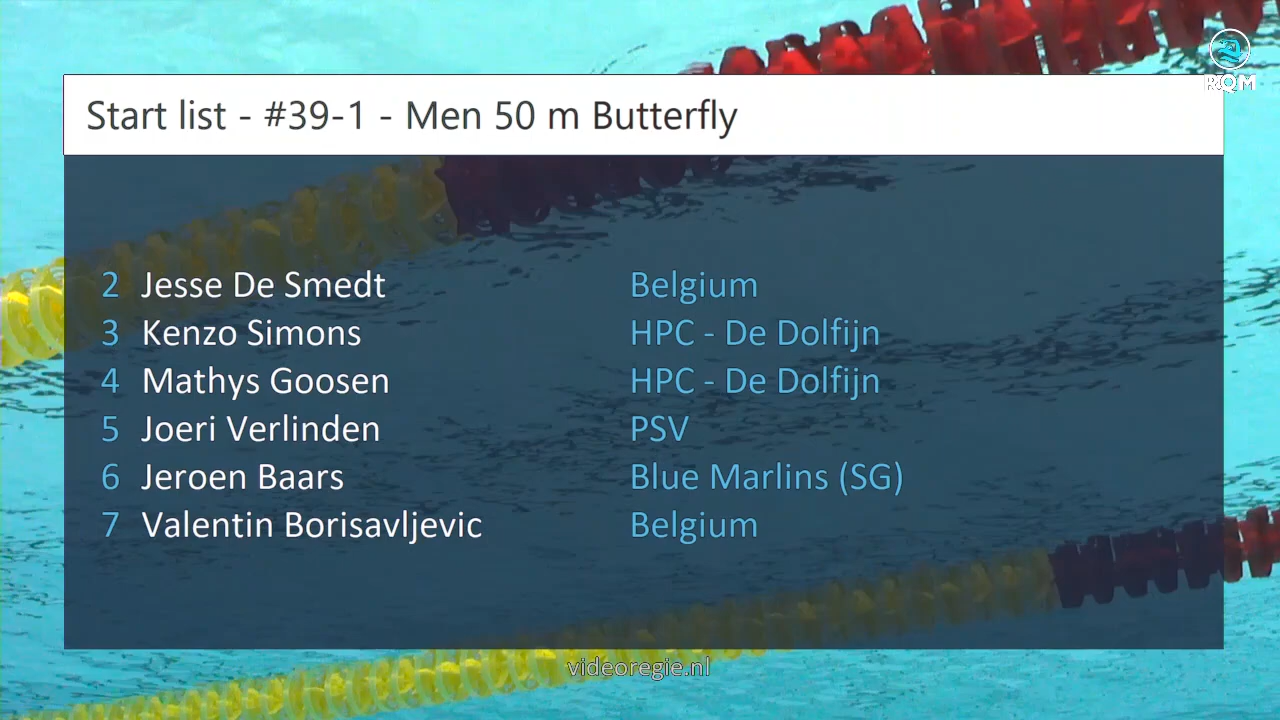 RQM
Start list - #39-1 - Men 50 m Butterfly
2 Jesse De Smedt Belgium
3 Kenzo Simons HPC - De Dolfijn
4 Mathys Goosen HPC - De Dolfijn
5 Joeri Verlinden PSV
6 Jeroen Baars Blue Marlins (SG)
7 Valentin Borisavljevic Belgium
videoregie.nl